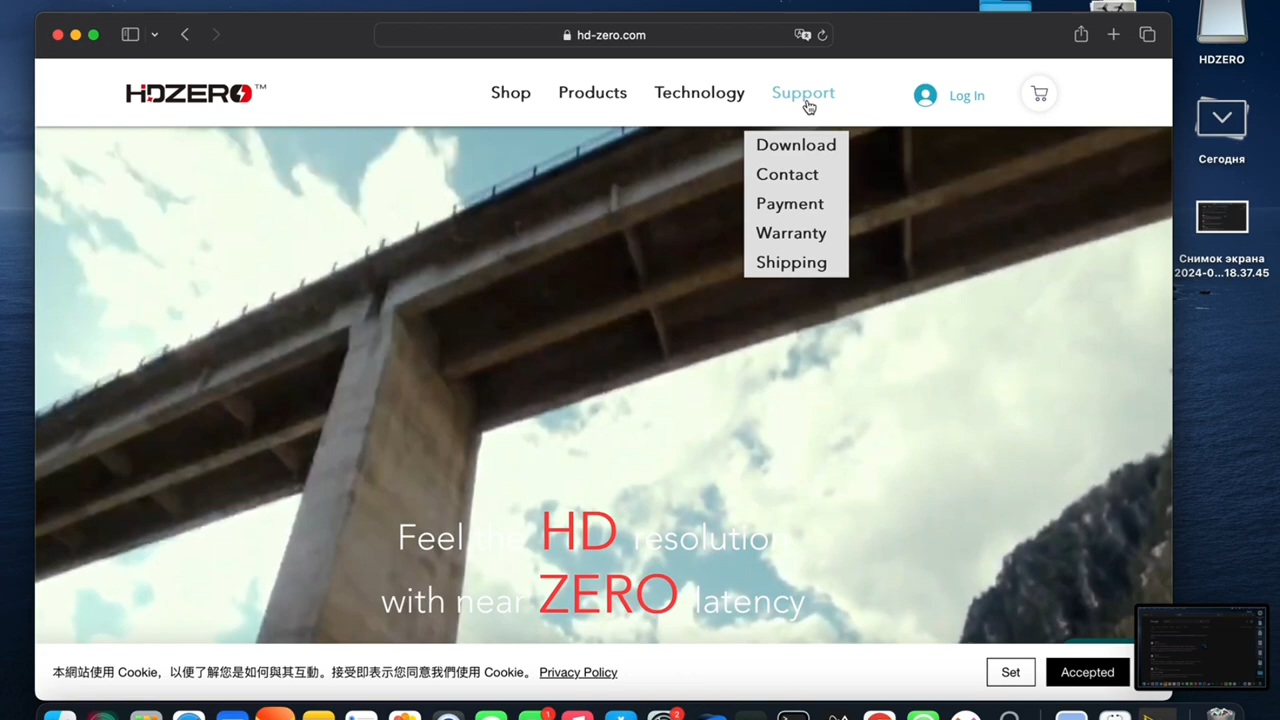 hd-zero.com
HDZERO™
Shop
Products
Technology
Support
Log In
Download
Contact
Payment
Warranty
Shipping
Feel the HD resolution
with near ZERO latency
本網站使用 Cookie，以便了解您是如何與其互動。接受即表示您同意我們使用 Cookie。 Privacy Policy
Set
Accepted
HDZERO
Сегодня
Снимок экрана
2024-0...18.37.45
1
2